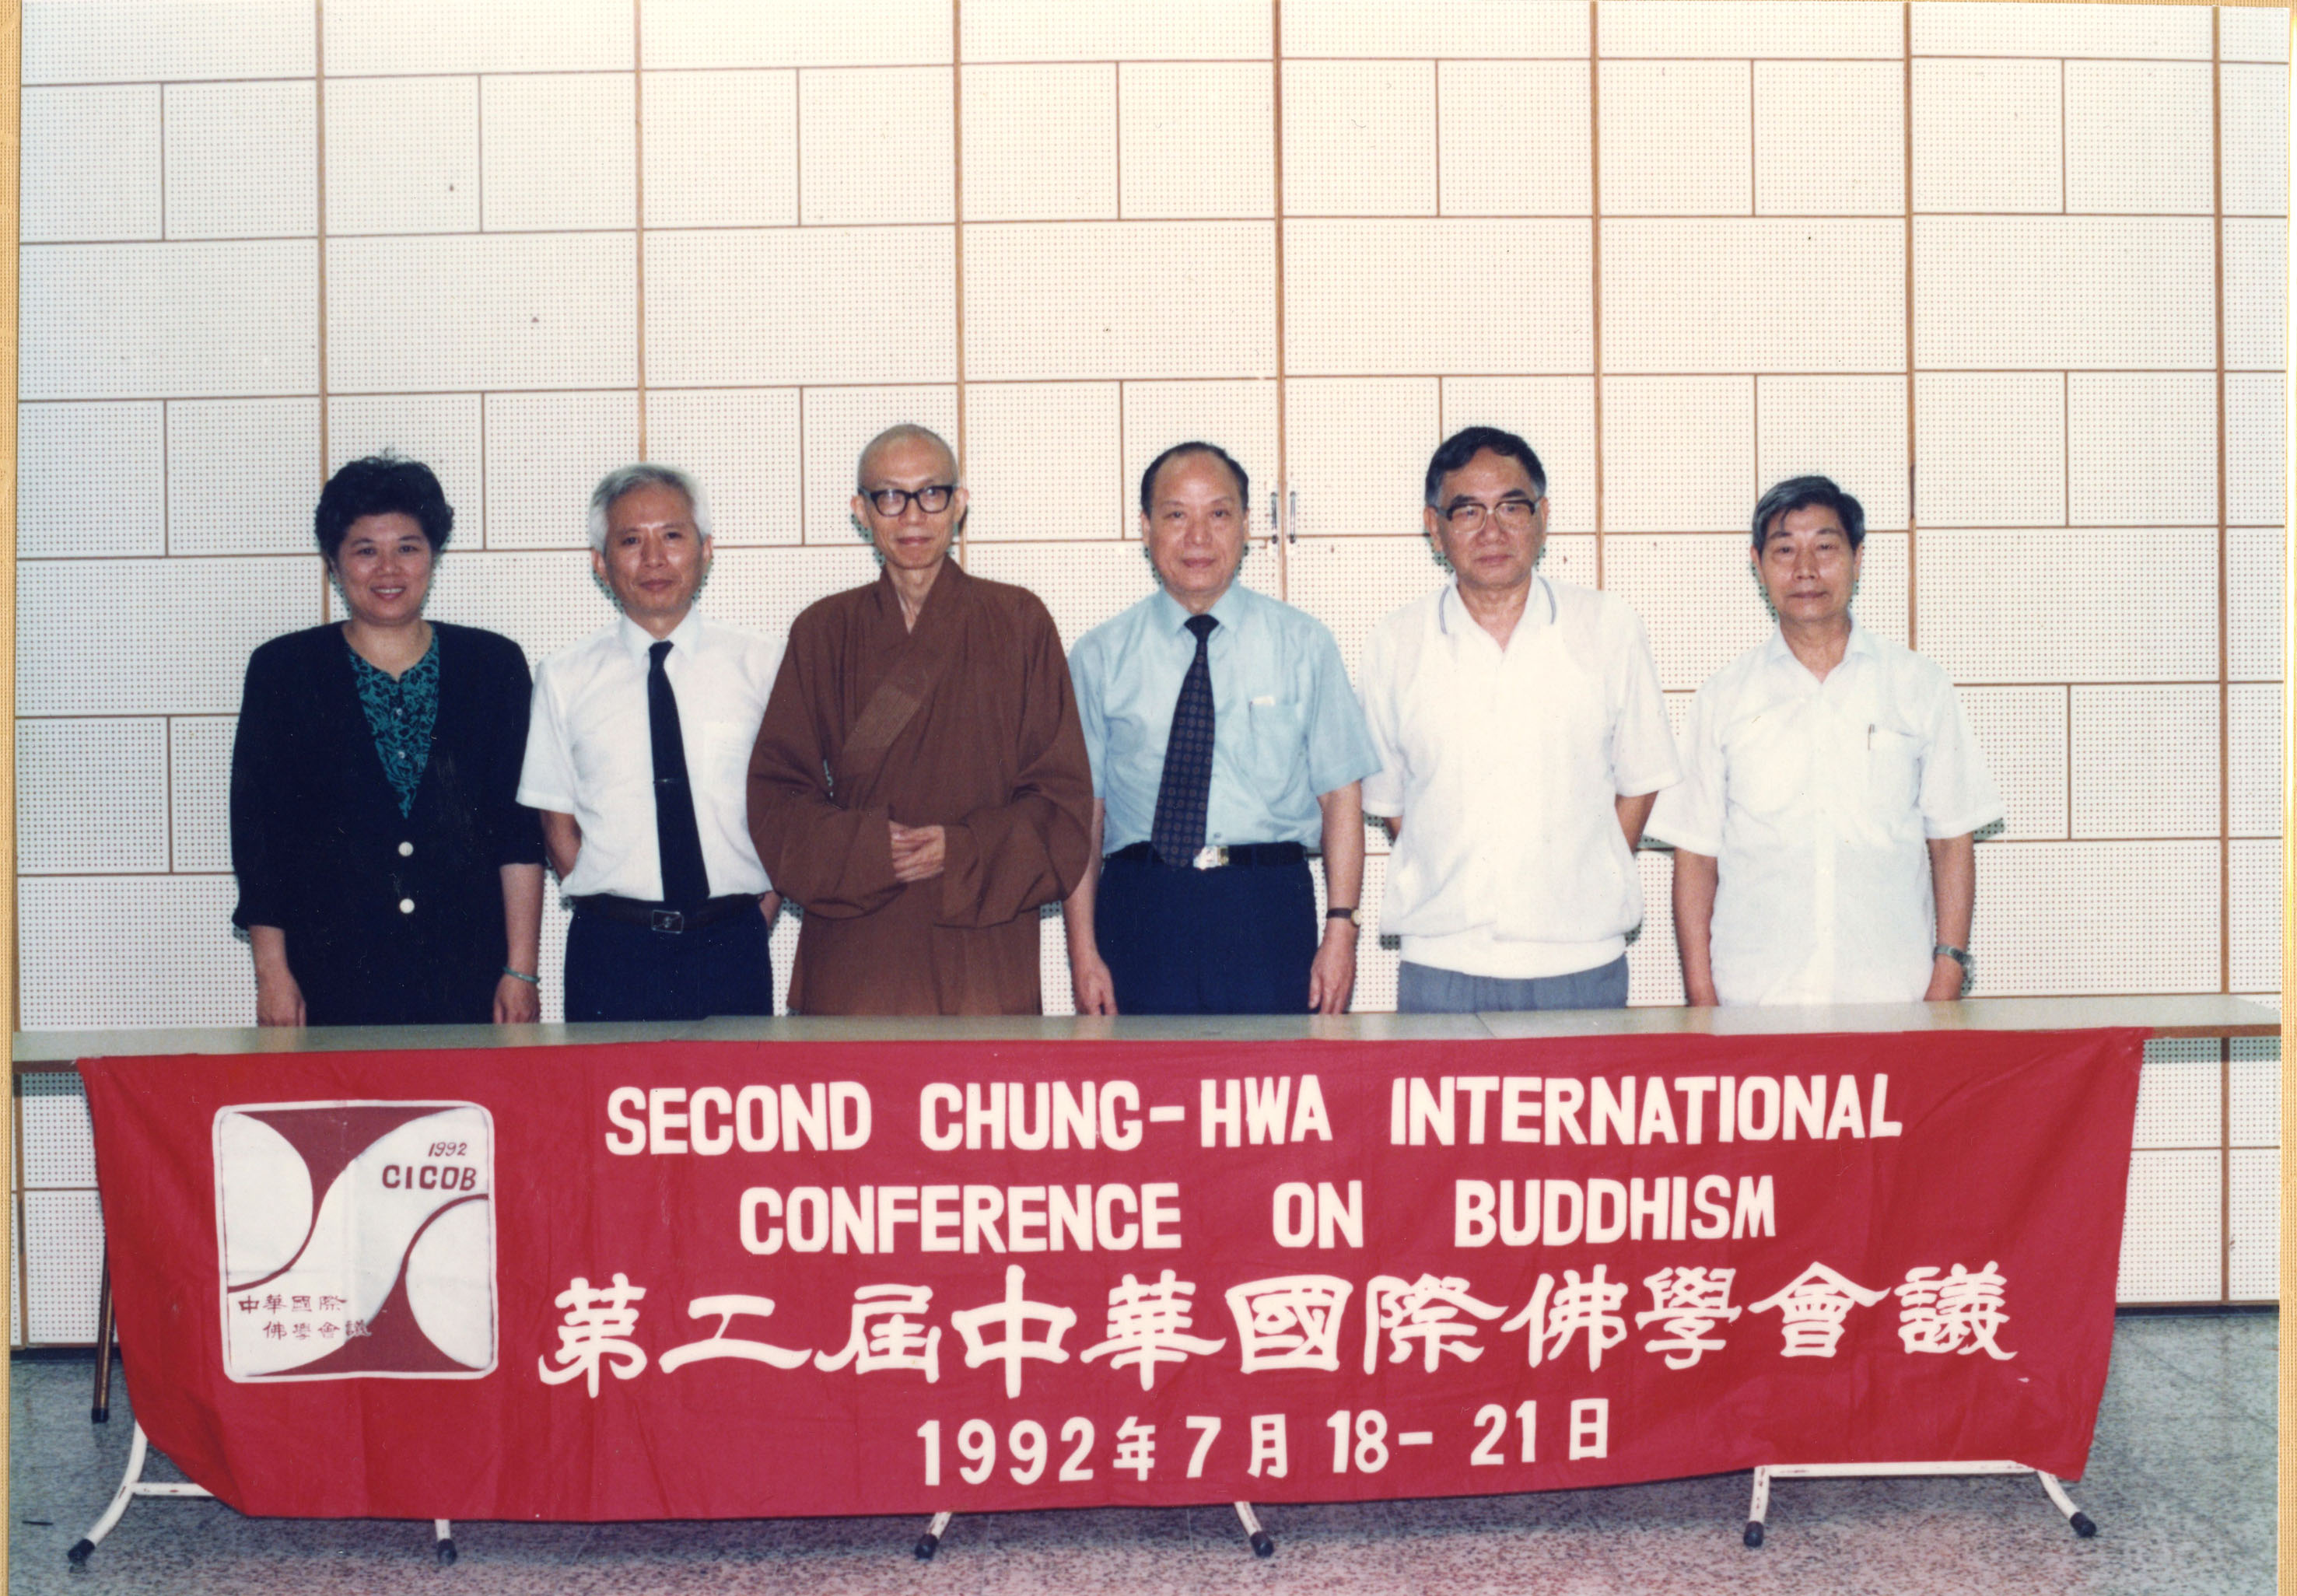 1992
CICOB
中華國際
佛學會議
SECOND CHUNG-HWA INTERNATIONAL
CONFERENCE ON BUDDHISM
第二屆中華國際佛學會議
1992年7月18-21日